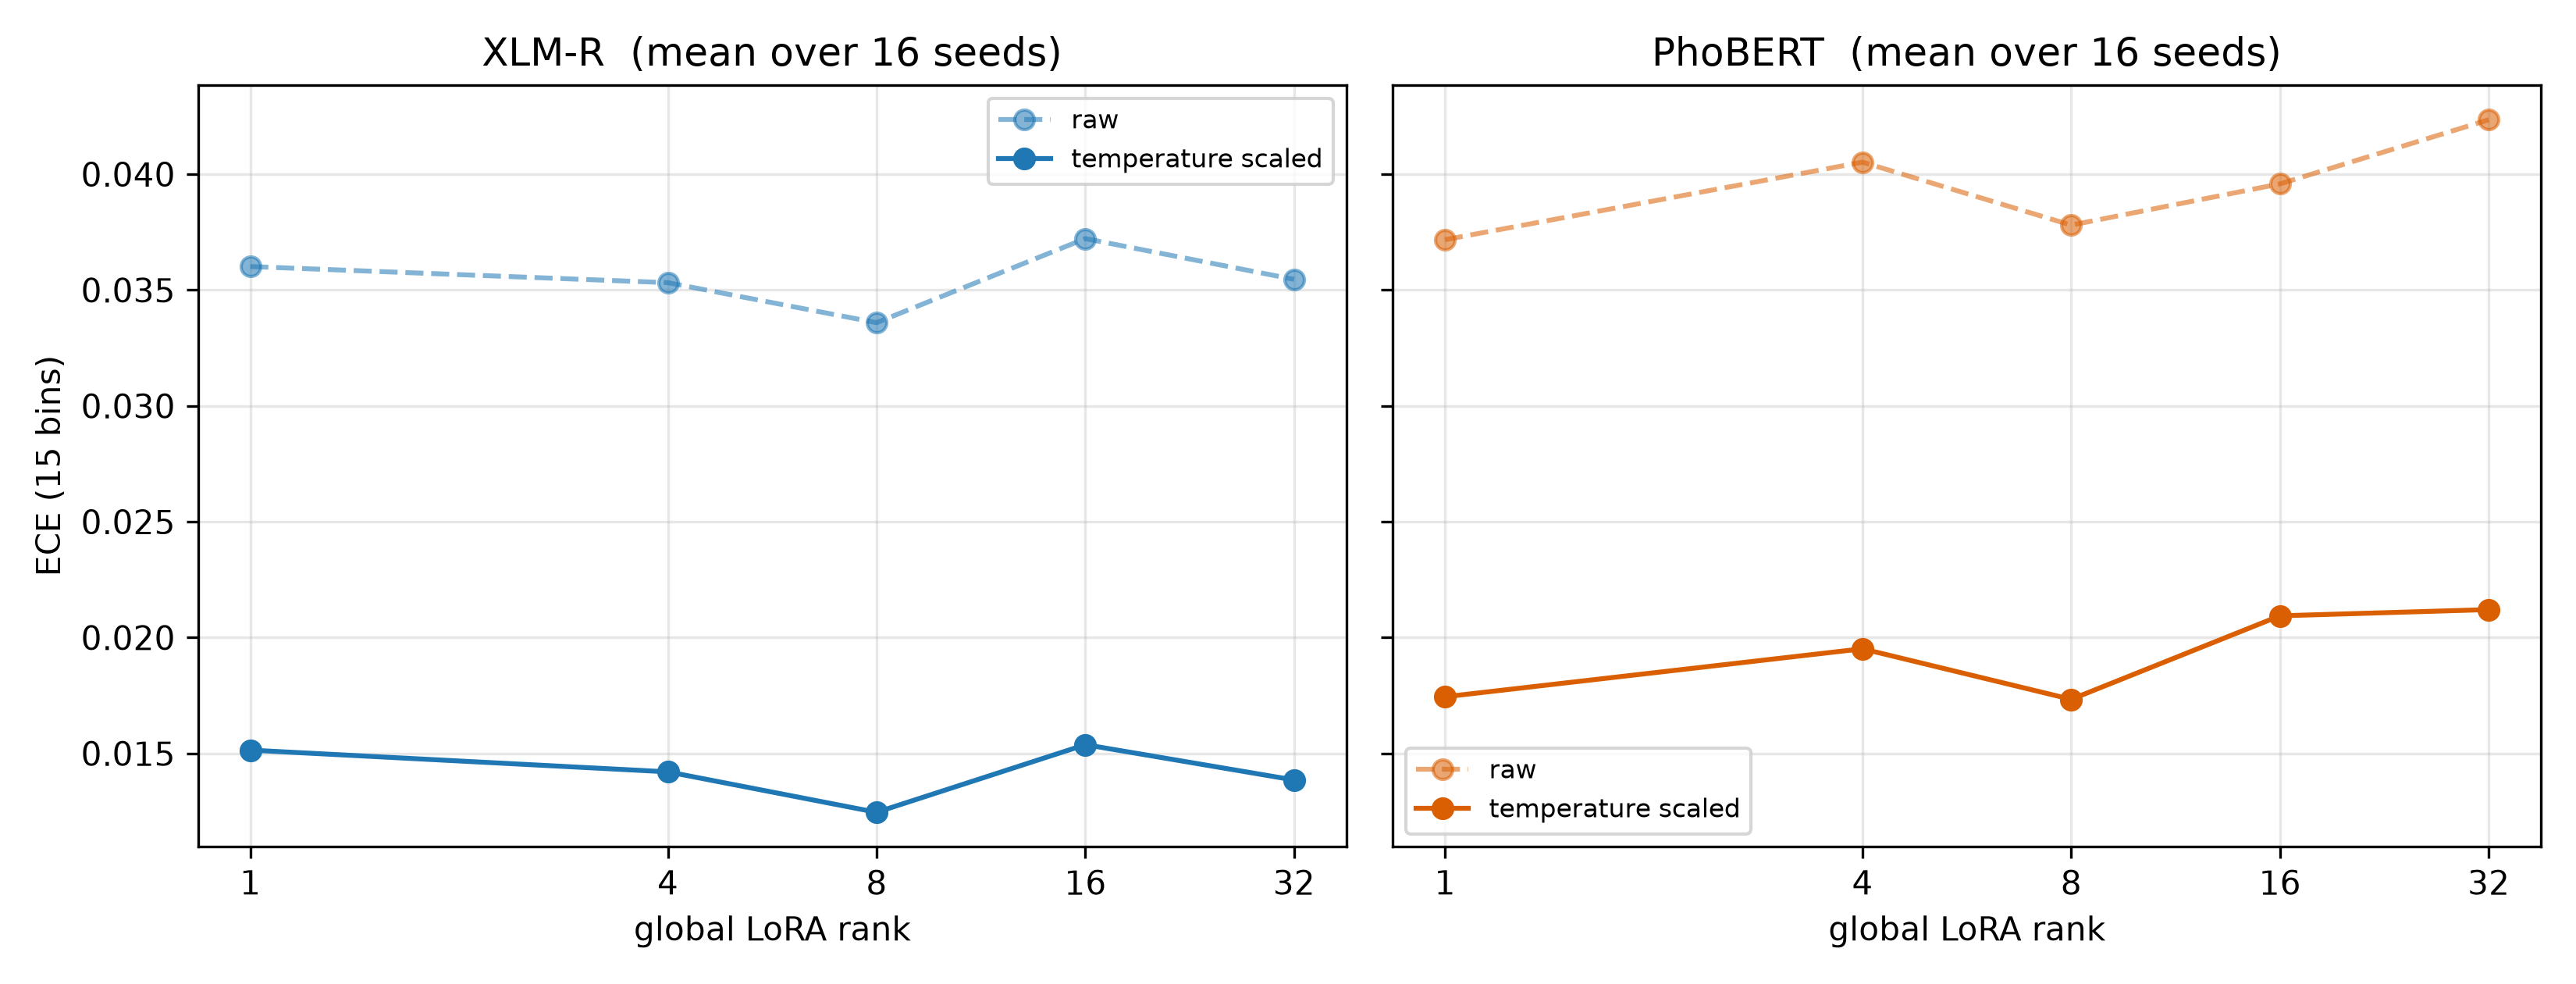 XLM-R (mean over 16 seeds)
raw
temperature scaled
0.040
0.035
0.030
0.025
0.020
0.015
ECE (15 bins)
1 4 8 16 32
global LoRA rank
PhoBERT (mean over 16 seeds)
raw
temperature scaled
1 4 8 16 32
global LoRA rank